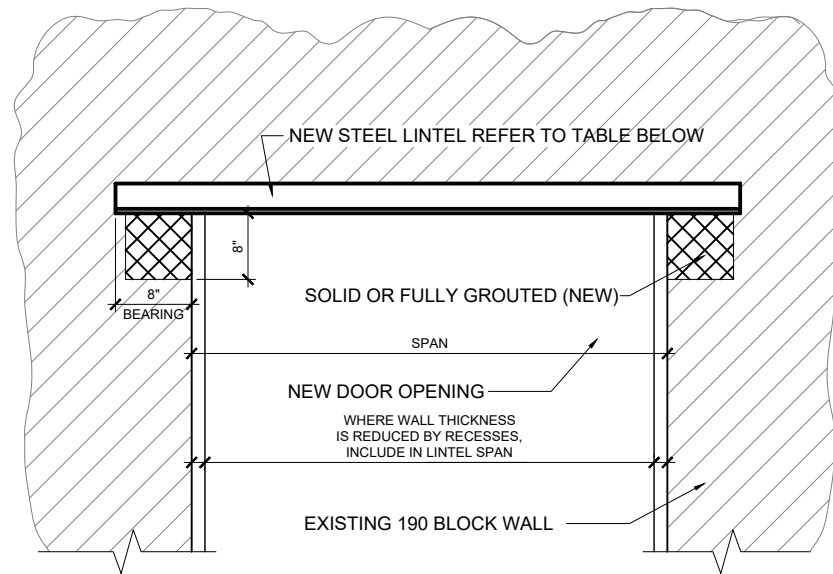 NEW STEEL LINTEL REFER TO TABLE BELOW
8"
8"
BEARING
SOLID OR FULLY GROUTED (NEW)
SPAN
NEW DOOR OPENING
WHERE WALL THICKNESS
IS REDUCED BY RECESSES,
INCLUDE IN LINTEL SPAN
EXISTING 190 BLOCK WALL